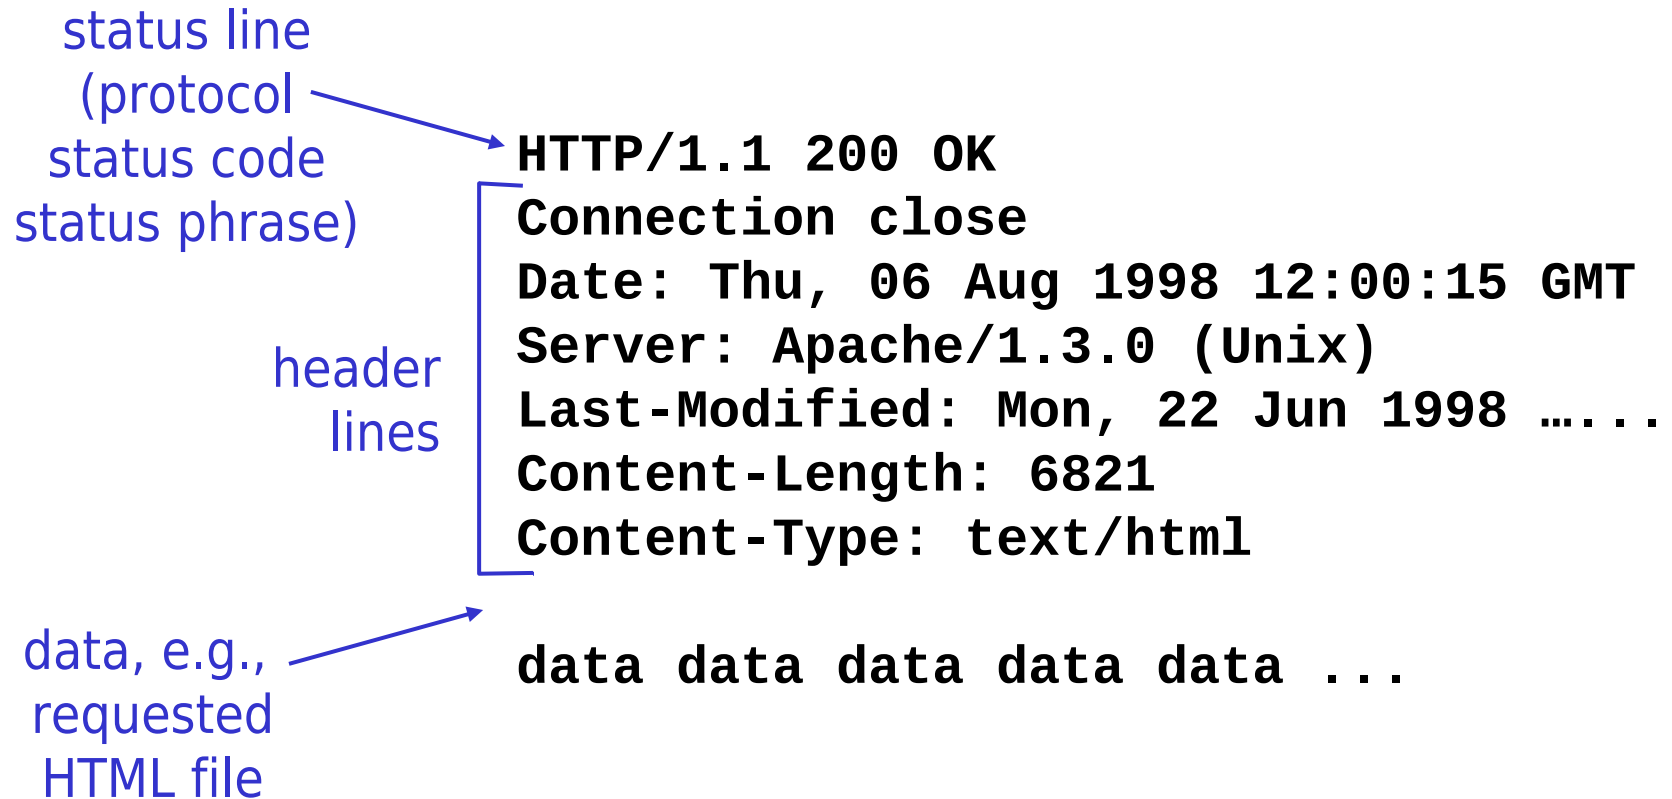 status line
(protocol
status code
status phrase)
HTTP/1.1 200 OK
Connection close
Date: Thu, 06 Aug 1998 12:00:15 GMT
Server: Apache/1.3.0 (Unix)
Last-Modified: Mon, 22 Jun 1998 …...
Content-Length: 6821
Content-Type: text/html
header
lines
data, e.g.,
requested
HTML file
data data data data data ...